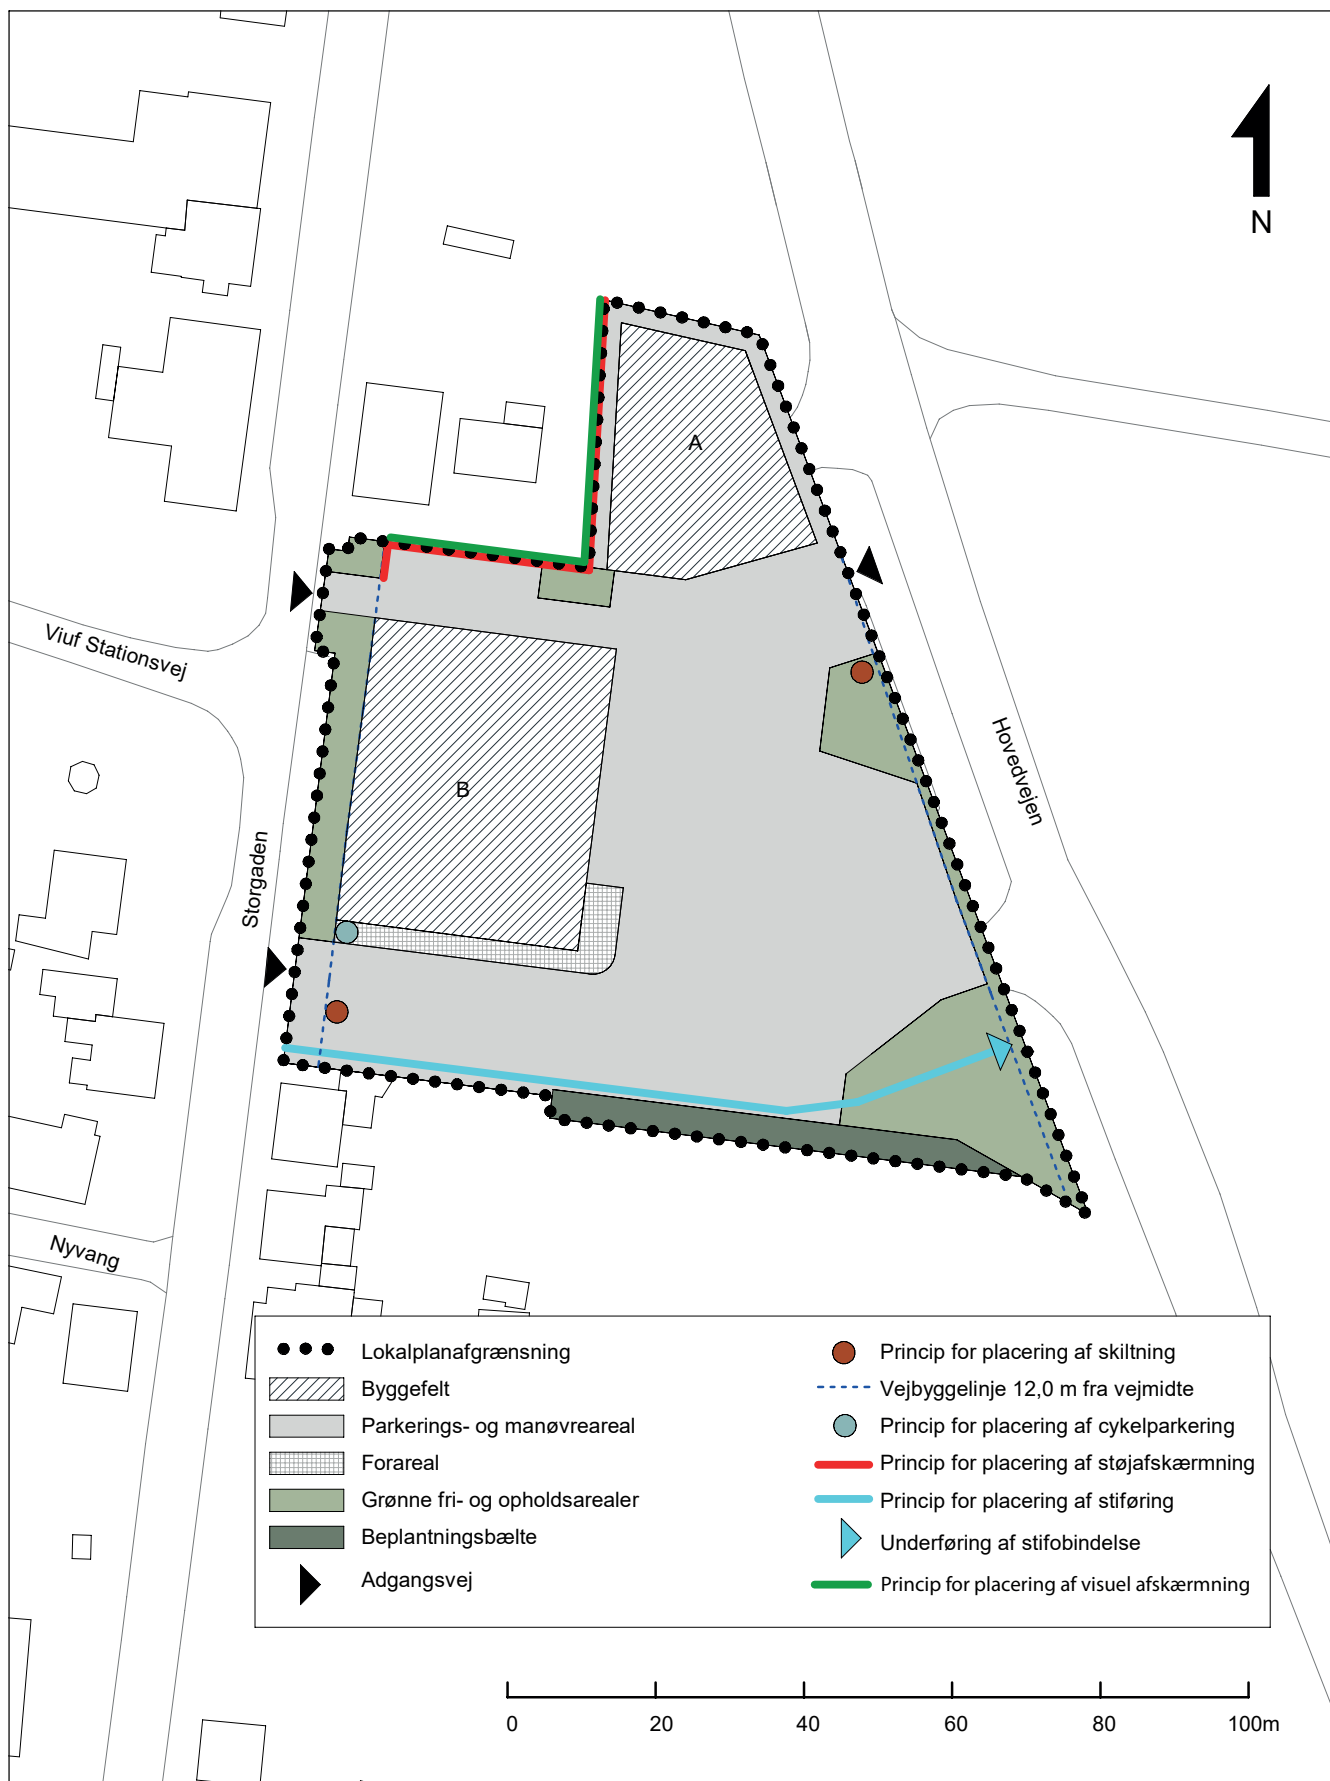 N
A
Viuf Stationsvej
Hovedvejen
B
Storgaden
Nyvang
Lokalplanafgrænsning
Byggefelt
Parkerings- og manøvreareal
Forareal
Grønne fri- og opholdsarealer
Beplantningsbælte
Adgangsvej
Princip for placering af skiltning
Vejbyggelinje 12,0 m fra vejmidte
Princip for placering af cykelparkering
Princip for placering af støjafskærmning
Princip for placering af stiføring
Underføring af stifobindelse
Princip for placering af visuel afskærmning
0 20 40 60 80 100m